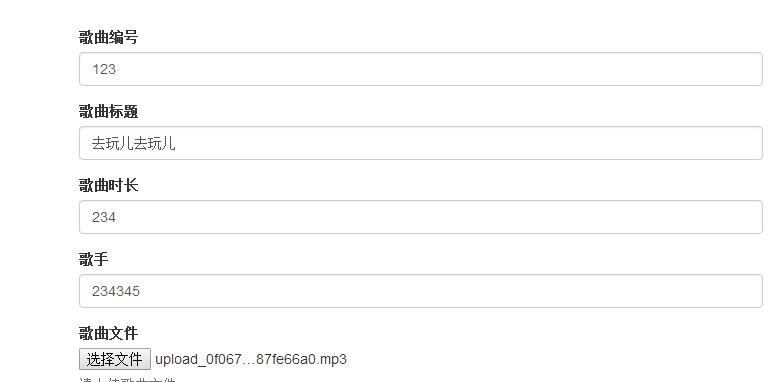 歌曲编号
123
歌曲标题
去玩儿去玩儿
歌曲时长
234
歌手
234345
歌曲文件
选择文件 upload_0f067…87fe66a0.mp3